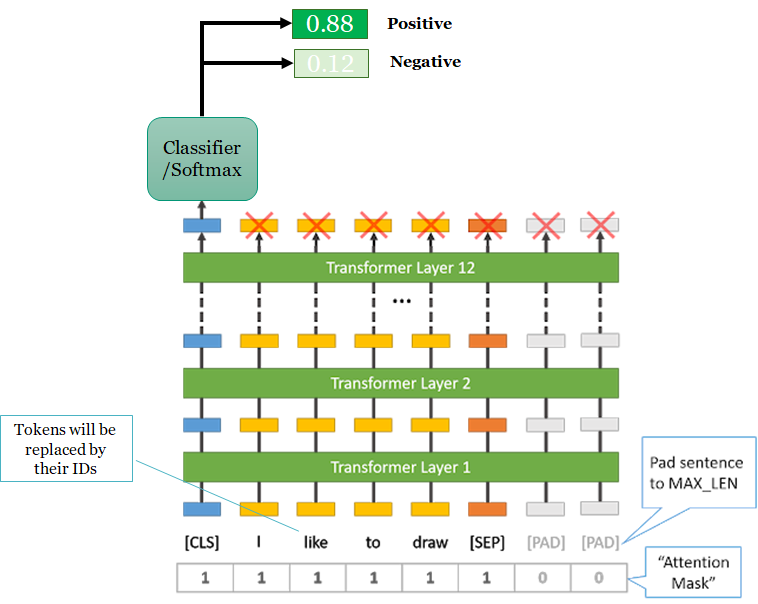 0.88 Positive
0.12 Negative
Classifier
/Softmax
Transformer Layer 12
...
Transformer Layer 2
Tokens will be
replaced by
their IDs
Transformer Layer 1
Pad sentence
to MAX_LEN
[CLS] I like to draw [SEP] [PAD] [PAD]
1 1 1 1 1 1 0 0
“Attention
Mask”